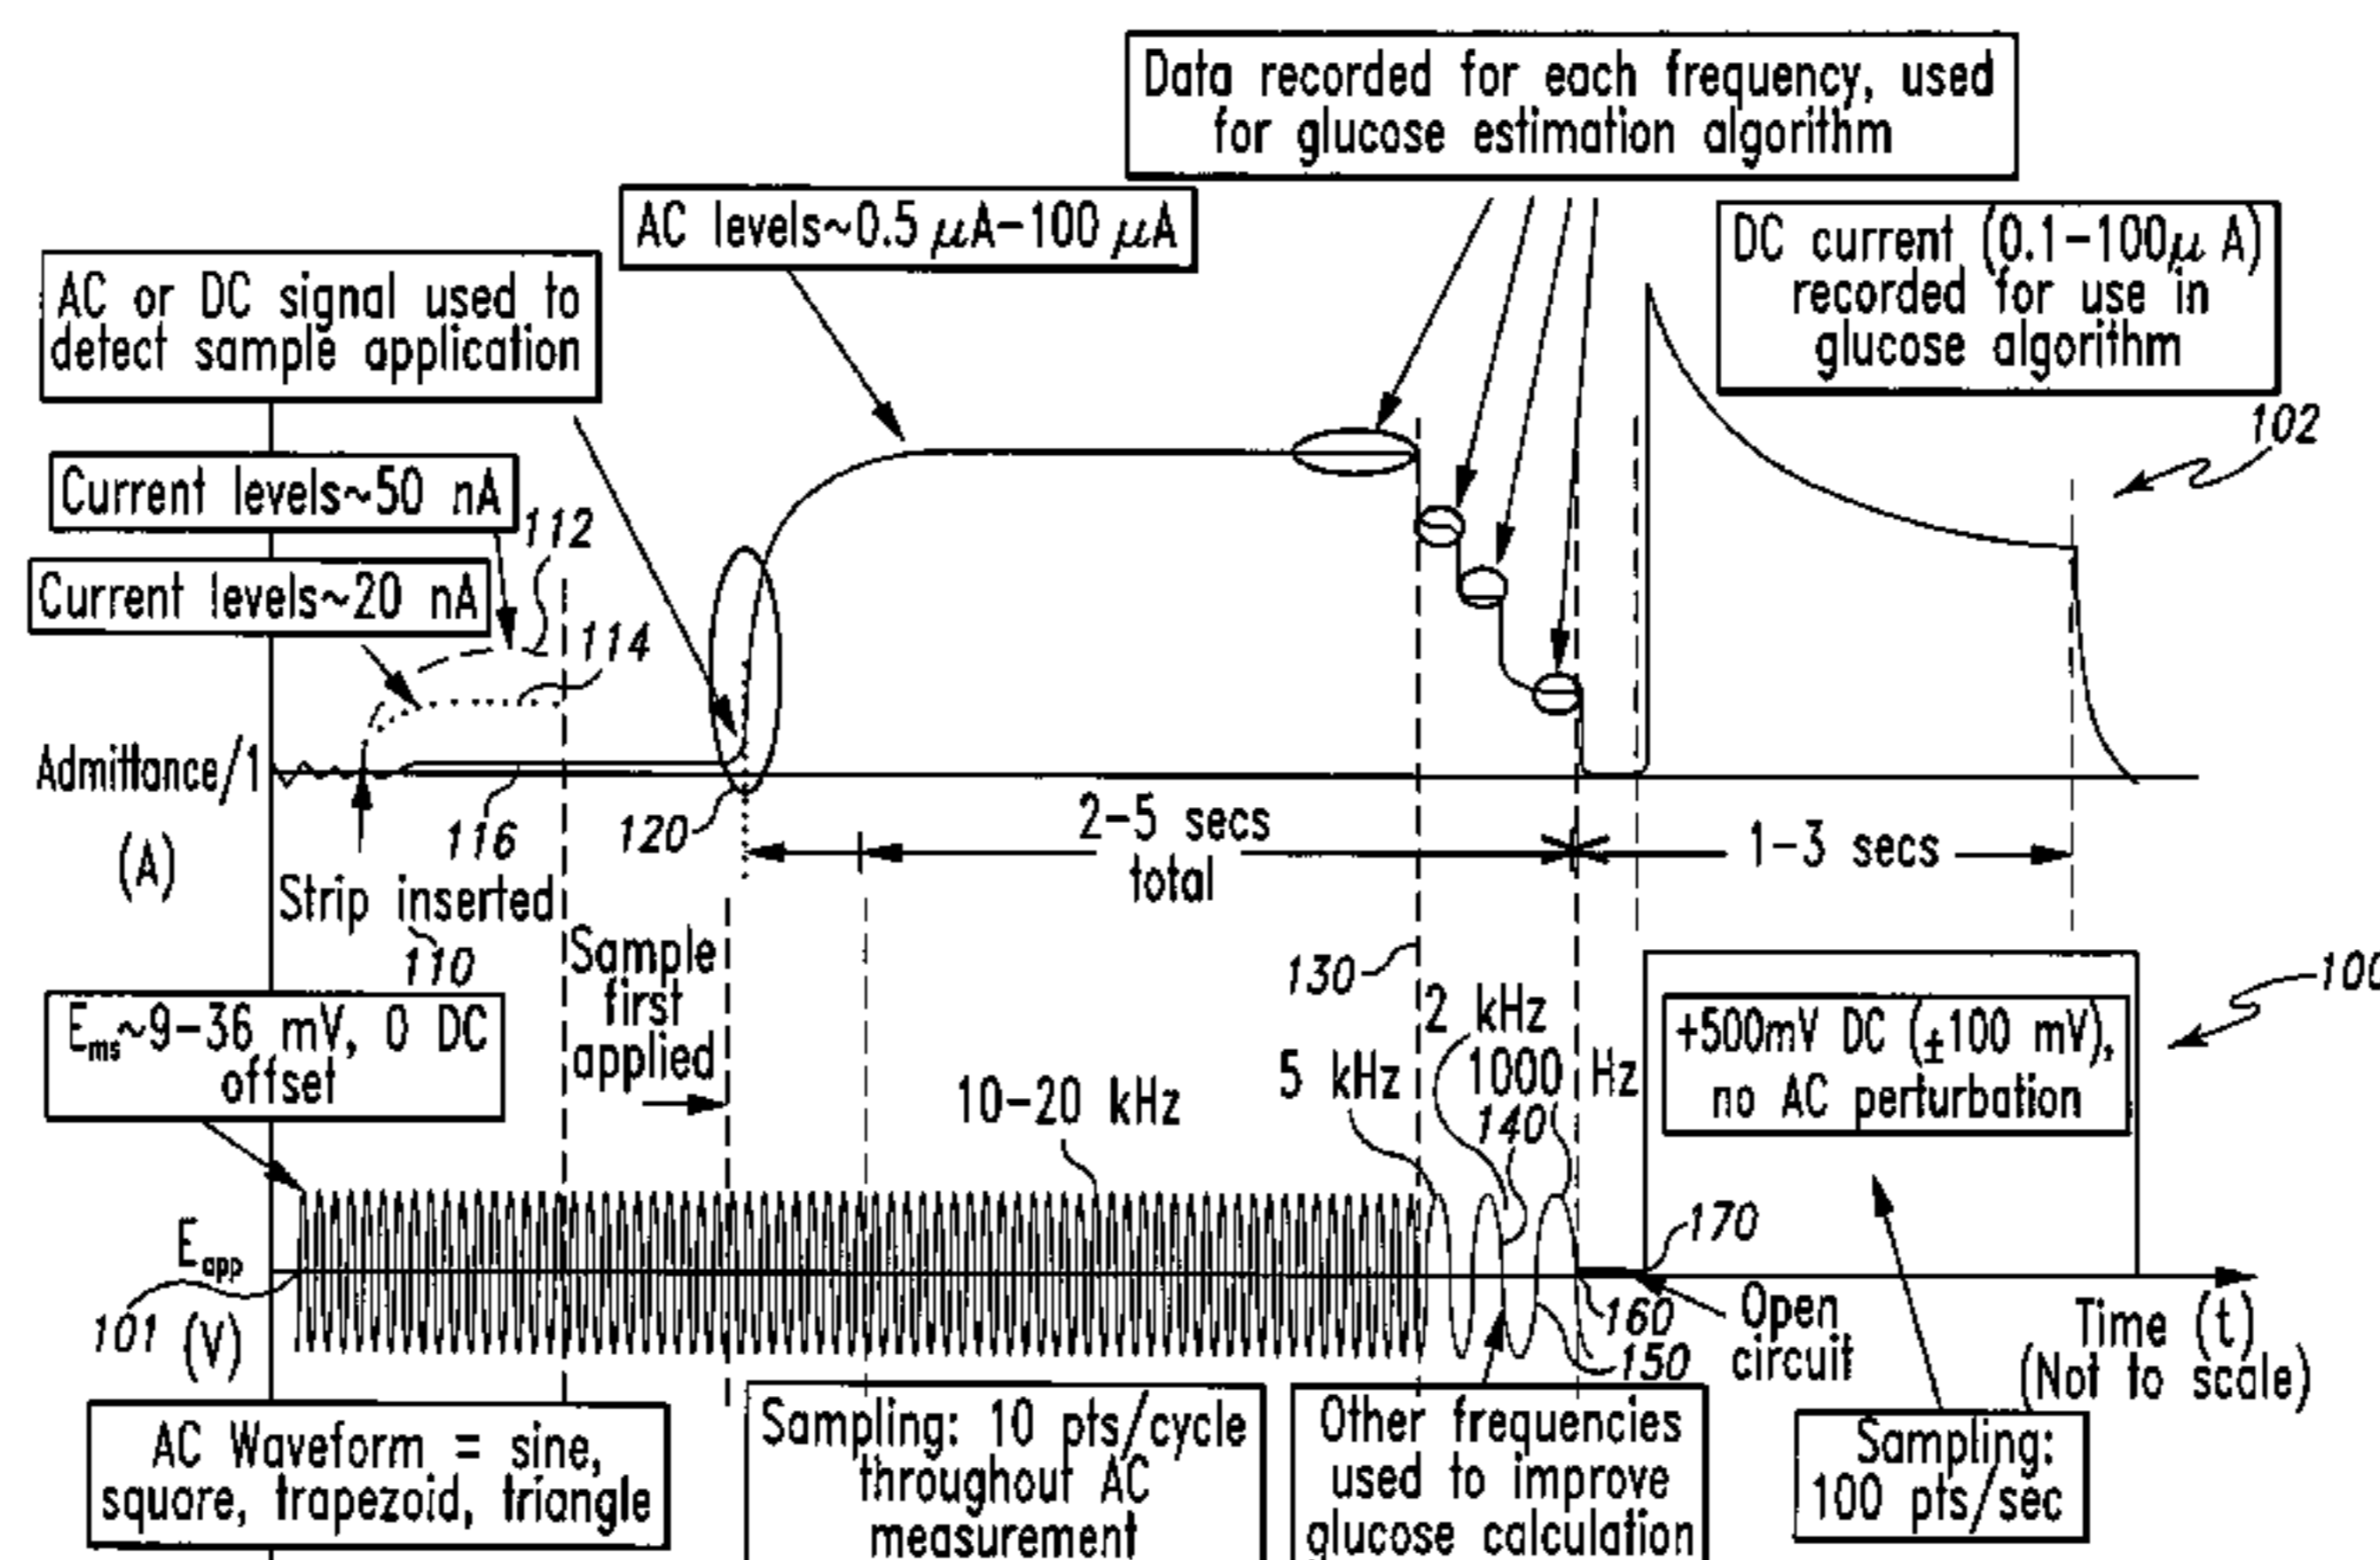 Data recorded for each frequency, used
for glucose estimation algorithm
AC levels~0.5 μA-100 μA
DC current (0.1-100μ A)
recorded for use in
glucose algorithm
102
AC or DC signal used to
detect sample application
Current levels~50 nA
112
Current levels~20 nA
114
Admittance/1
(A)
116
120
Strip inserted
110
2-5 secs
total
1-3 secs
Sample
first
applied
130
100
E_ms~9-36 mV, 0 DC
offset
10-20 kHz
5 kHz
2 kHz
1000 Hz
140
+500mV DC (±100 mV),
no AC perturbation
E_app
101 (V)
170
160
150
Open
circuit
Time (t)
(Not to scale)
AC Waveform = sine,
square, trapezoid, triangle
Sampling: 10 pts/cycle
throughout AC
measurement
Other frequencies
used to improve
glucose calculation
Sampling:
100 pts/sec